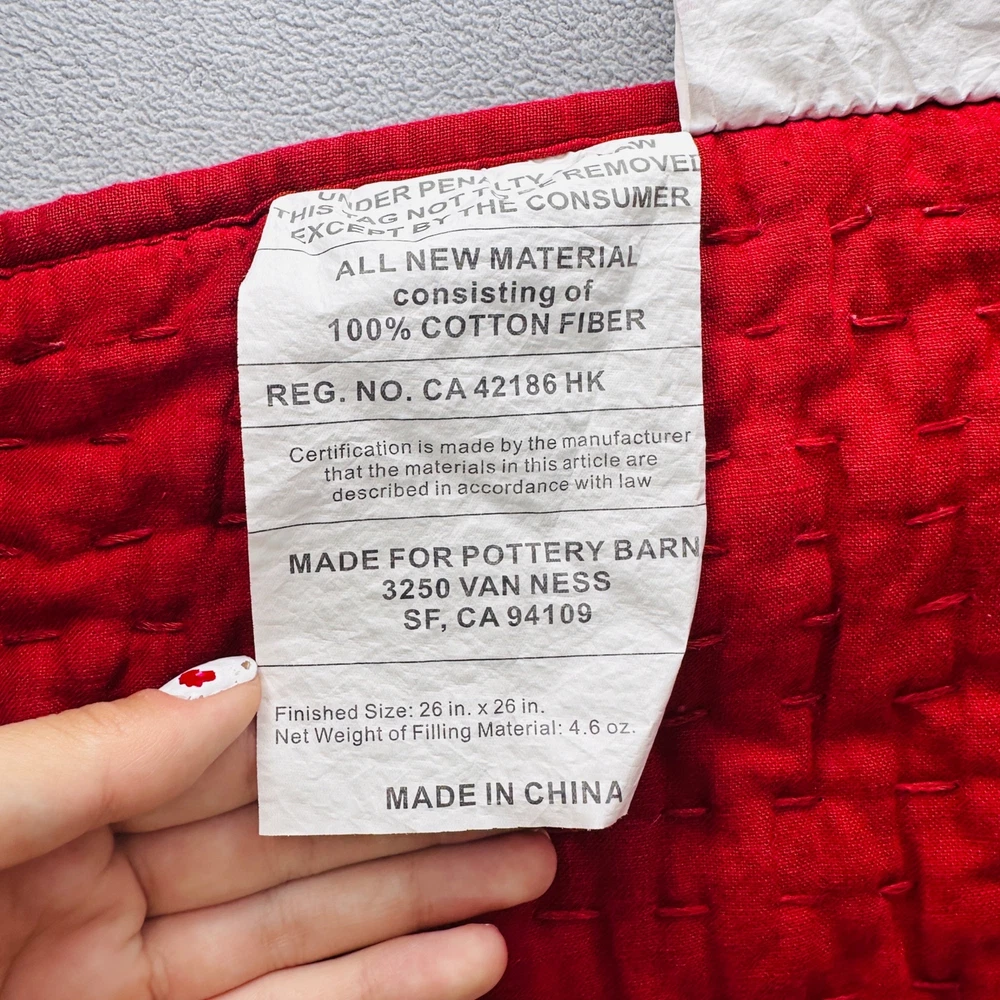 UNDER PENALTY LAW
THIS TAG NOT TO BE REMOVED
EXCEPT BY THE CONSUMER
ALL NEW MATERIAL
consisting of
100% COTTON FIBER
REG. NO. CA 42186 HK
Certification is made by the manufacturer
that the materials in this article are
described in accordance with law
MADE FOR POTTERY BARN
3250 VAN NESS
SF, CA 94109
Finished Size: 26 in. x 26 in.
Net Weight of Filling Material: 4.6 oz.
MADE IN CHINA